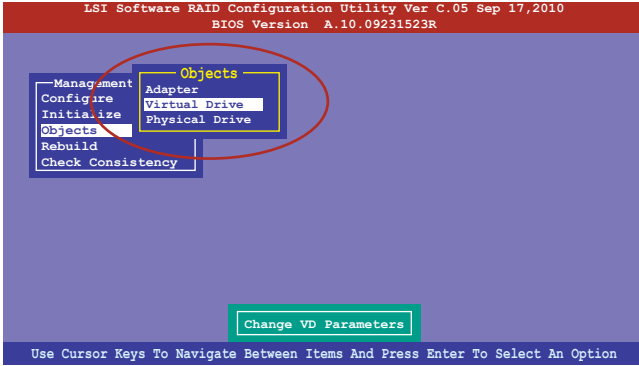 LSI Software RAID Configuration Utility Ver C.05 Sep 17,2010
BIOS Version A.10.09231523R
Management
Configure
Initialize
Objects
Rebuild
Check Consistency
Objects
Adapter
Virtual Drive
Physical Drive
Change VD Parameters
Use Cursor Keys To Navigate Between Items And Press Enter To Select An Option